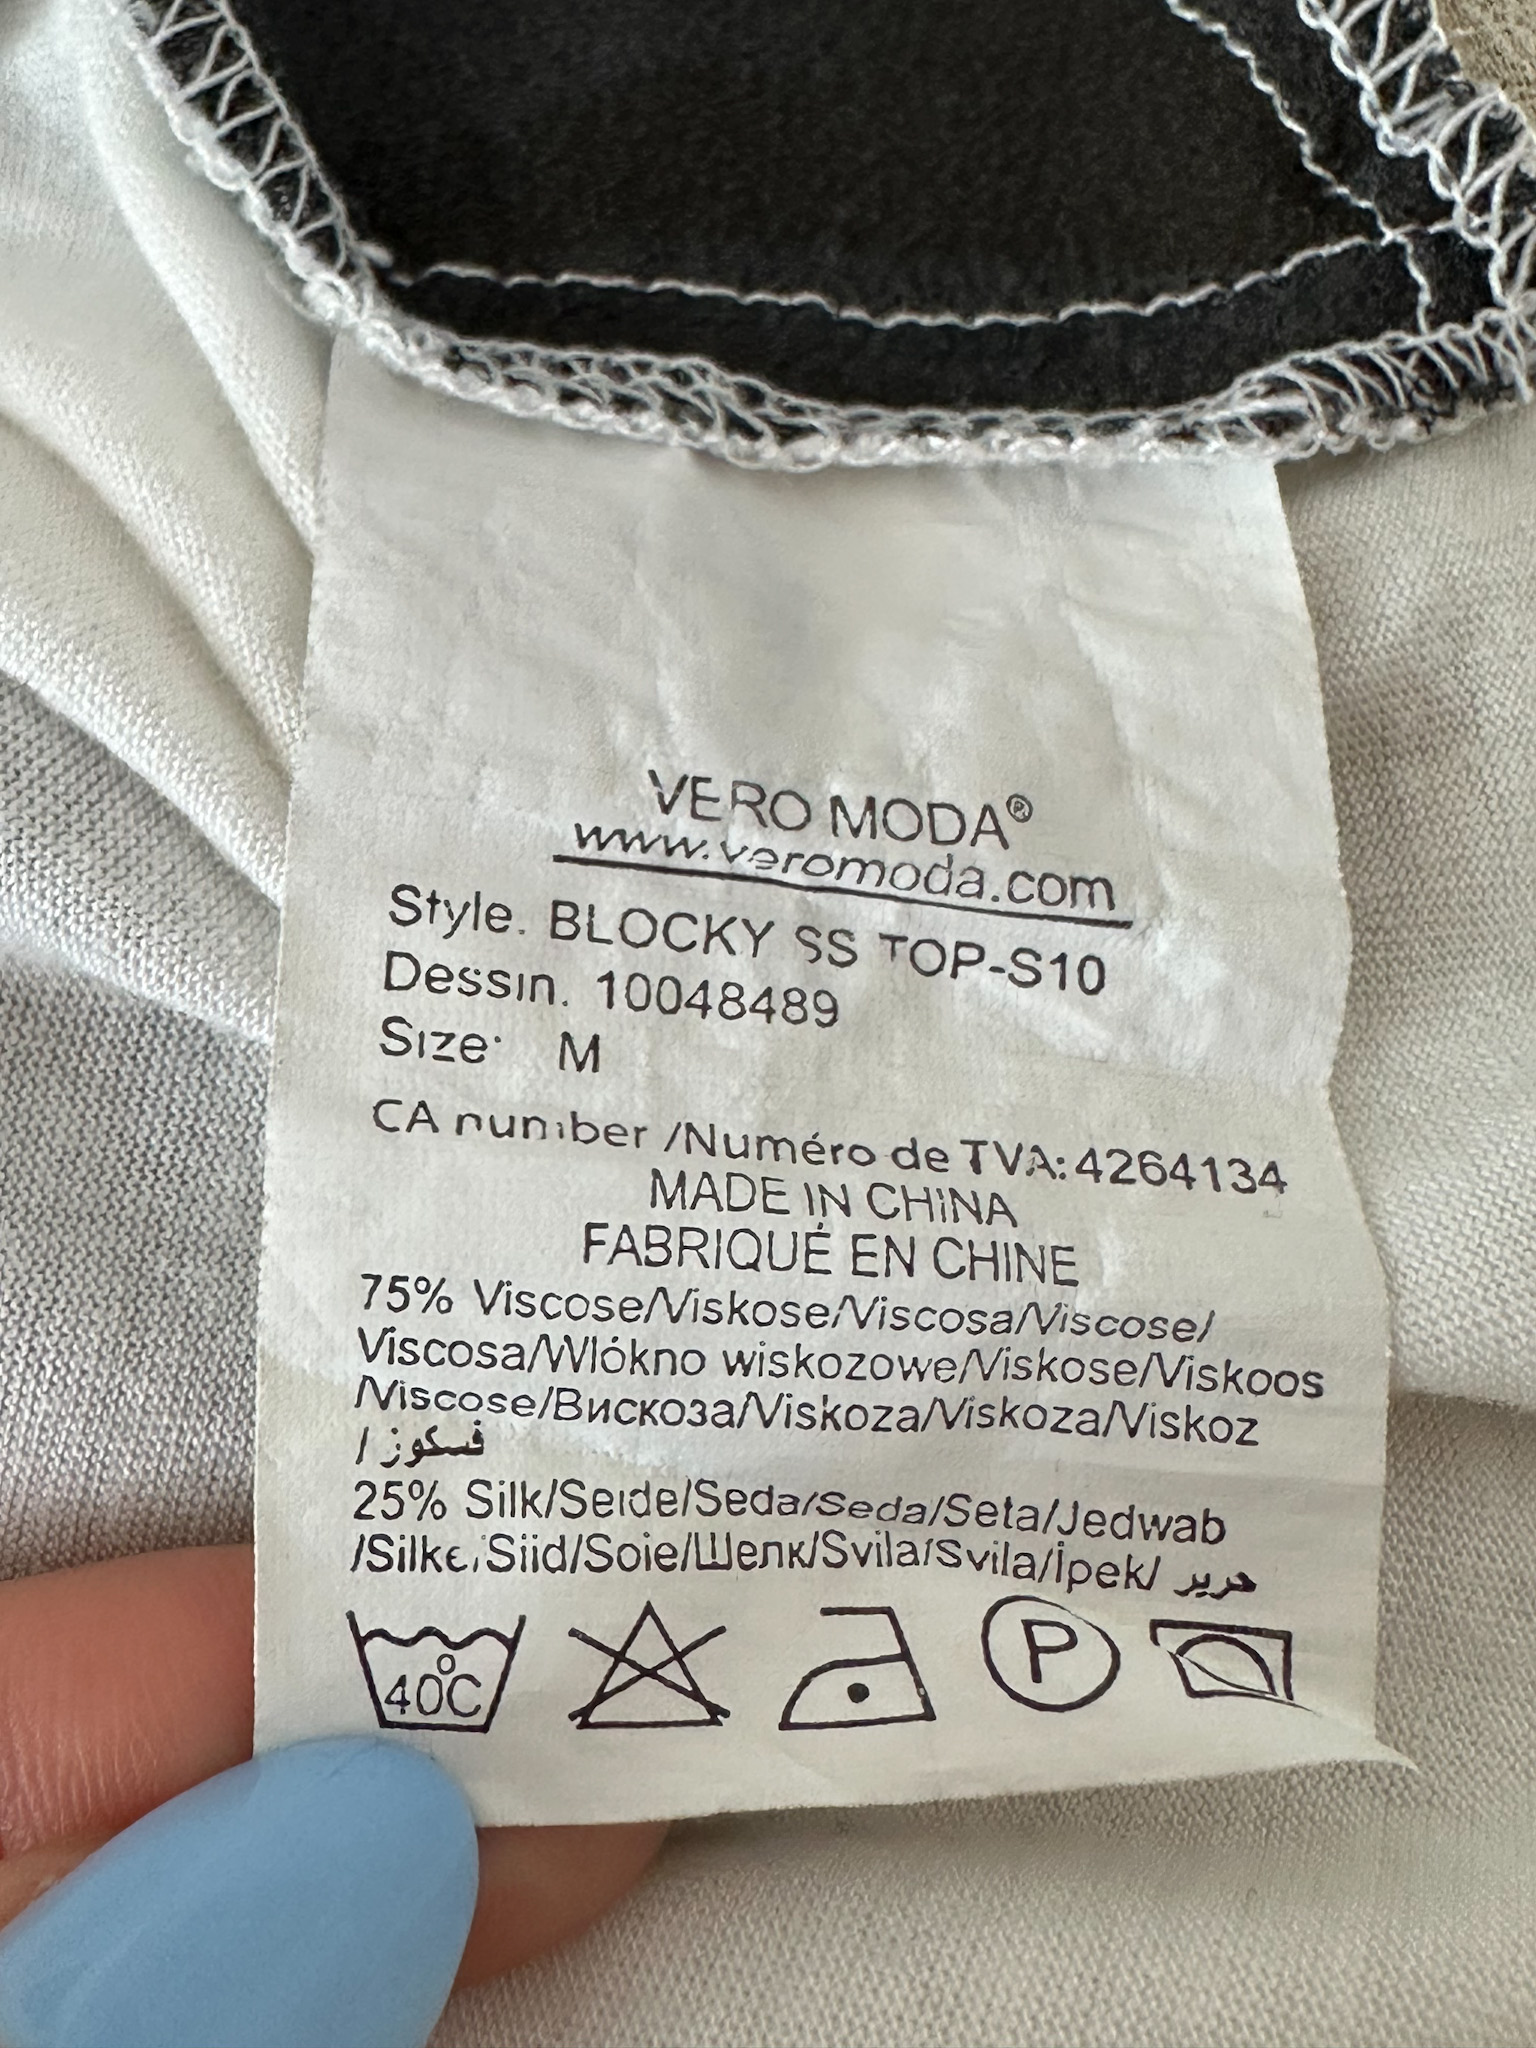 VERO MODA®
www.veromoda.com
Style. BLOCKY SS TOP-S10
Dessin. 10048489
Size: M
CA number /Numéro de TVA:4264134
MADE IN CHINA
FABRIQUÉ EN CHINE
75% Viscose/Viskose/Viscosa/Viscose/
Viscosa/Wlókno wiskozowe/Viskose/Viskoos
/Viscose/Вискоза/Viskoza/Viskoza/Viskoz
/ فسكوز
25% Silk/Seide/Seda/Seda/Seta/Jedwab
/Silke/Siid/Soie/Шелк/Svila/Svila/İpek/ حرير
40°C
P